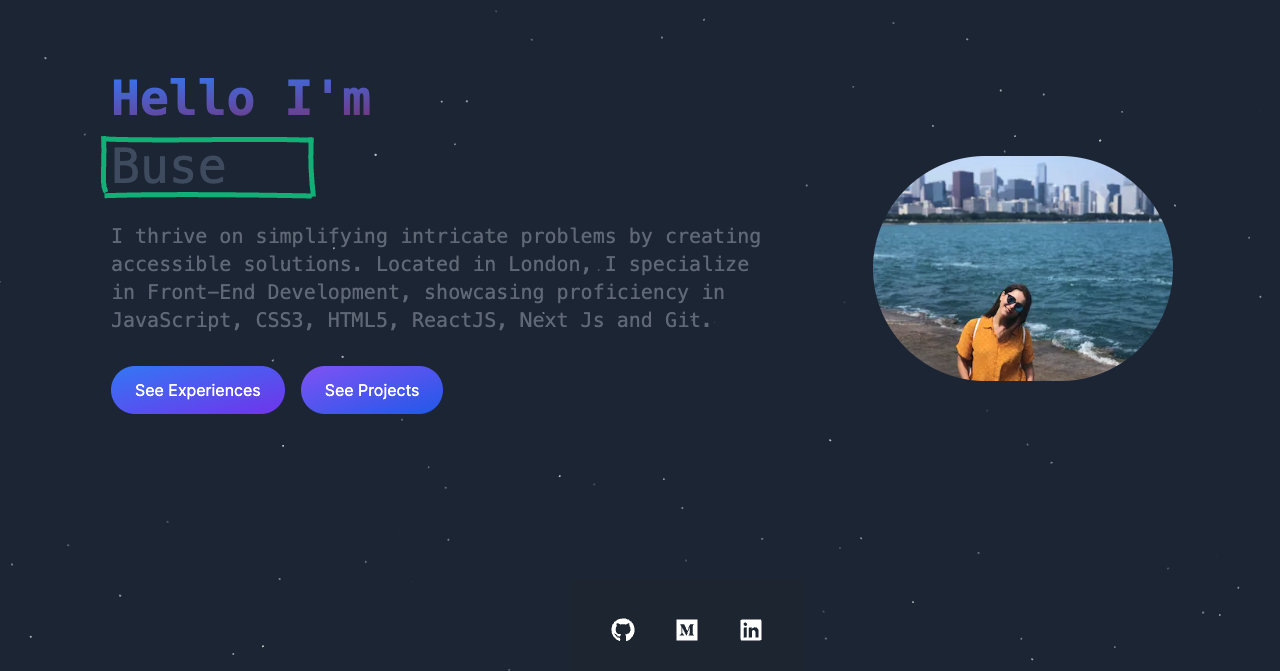 Hello I'm
Buse
I thrive on simplifying intricate problems by creating
accessible solutions. Located in London, I specialize
in Front-End Development, showcasing proficiency in
JavaScript, CSS3, HTML5, ReactJS, Next Js and Git.
See Experiences
See Projects
M
in